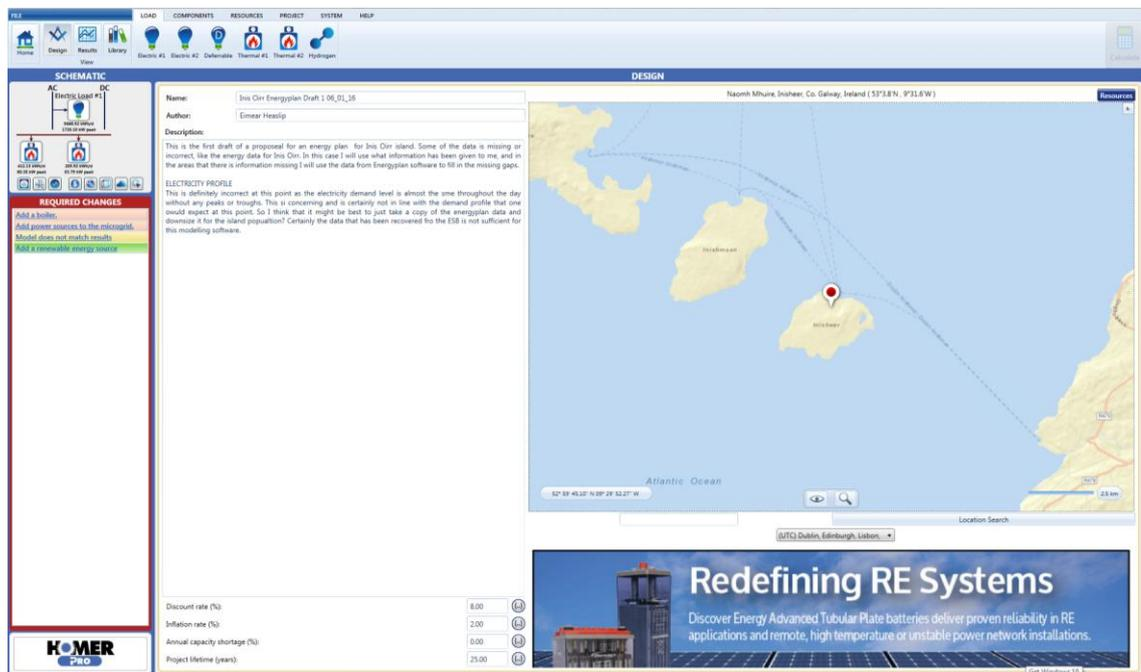 FILE
LOAD COMPONENTS RESOURCES PROJECT SYSTEM HELP
Home
Design
Results
Library
View
Electric #1
Electric #2
Deferrable
Thermal #1
Thermal #2
Hydrogen
Calculate
SCHEMATIC
DESIGN
AC DC
Electric Load #1
REQUIRED CHANGES
Add a boiler.
Add power sources to the microgrid.
Model does not match results
Add a renewable energy source
HOMER
PRO
Name: Inis Oirr Energyplan Draft 1 06_01_16
Author: Eimear Heaslip
Description:
This is the first draft of a proposeal for an energy plan for Inis Oirr island. Some of the data is missing or
incorrect, like the energy data for Inis Oirr. In this case I will use what information has been given to me, and in
the areas that there is information missing I will use the data from Energyplan software to fill in the missing gaps.
ELECTRICITY PROFILE
This is definitely incorrect at this point as the electricity demand level is almost the sme throughout the day
without any peaks or troughs. This si concerning and is certainly not in line with the demand profile that one
owuld expect at this point. So I think that it might be best to just take a copy of the energyplan data and
downsize it for the island popualtion? Certainly the data that has been recovered fro the ESB is not sufficient for
this modelling software.
Discount rate (%): 8.00
Inflation rate (%): 2.00
Annual capacity shortage (%): 0.00
Project lifetime (years): 25.00
Naomh Mhuire, Inisheer, Co. Galway, Ireland ( 53°3.8'N , 9°31.6'W )
Resources
Inishmaan
Inisheer
Atlantic Ocean
52° 59' 45.10" N 09° 29' 52.27" W
2.5 km
Location Search
(UTC) Dublin, Edinburgh, Lisbon,
Redefining RE Systems
Discover Energy Advanced Tubular Plate batteries deliver proven reliability in RE
applications and remote, high temperature or unstable power network installations.